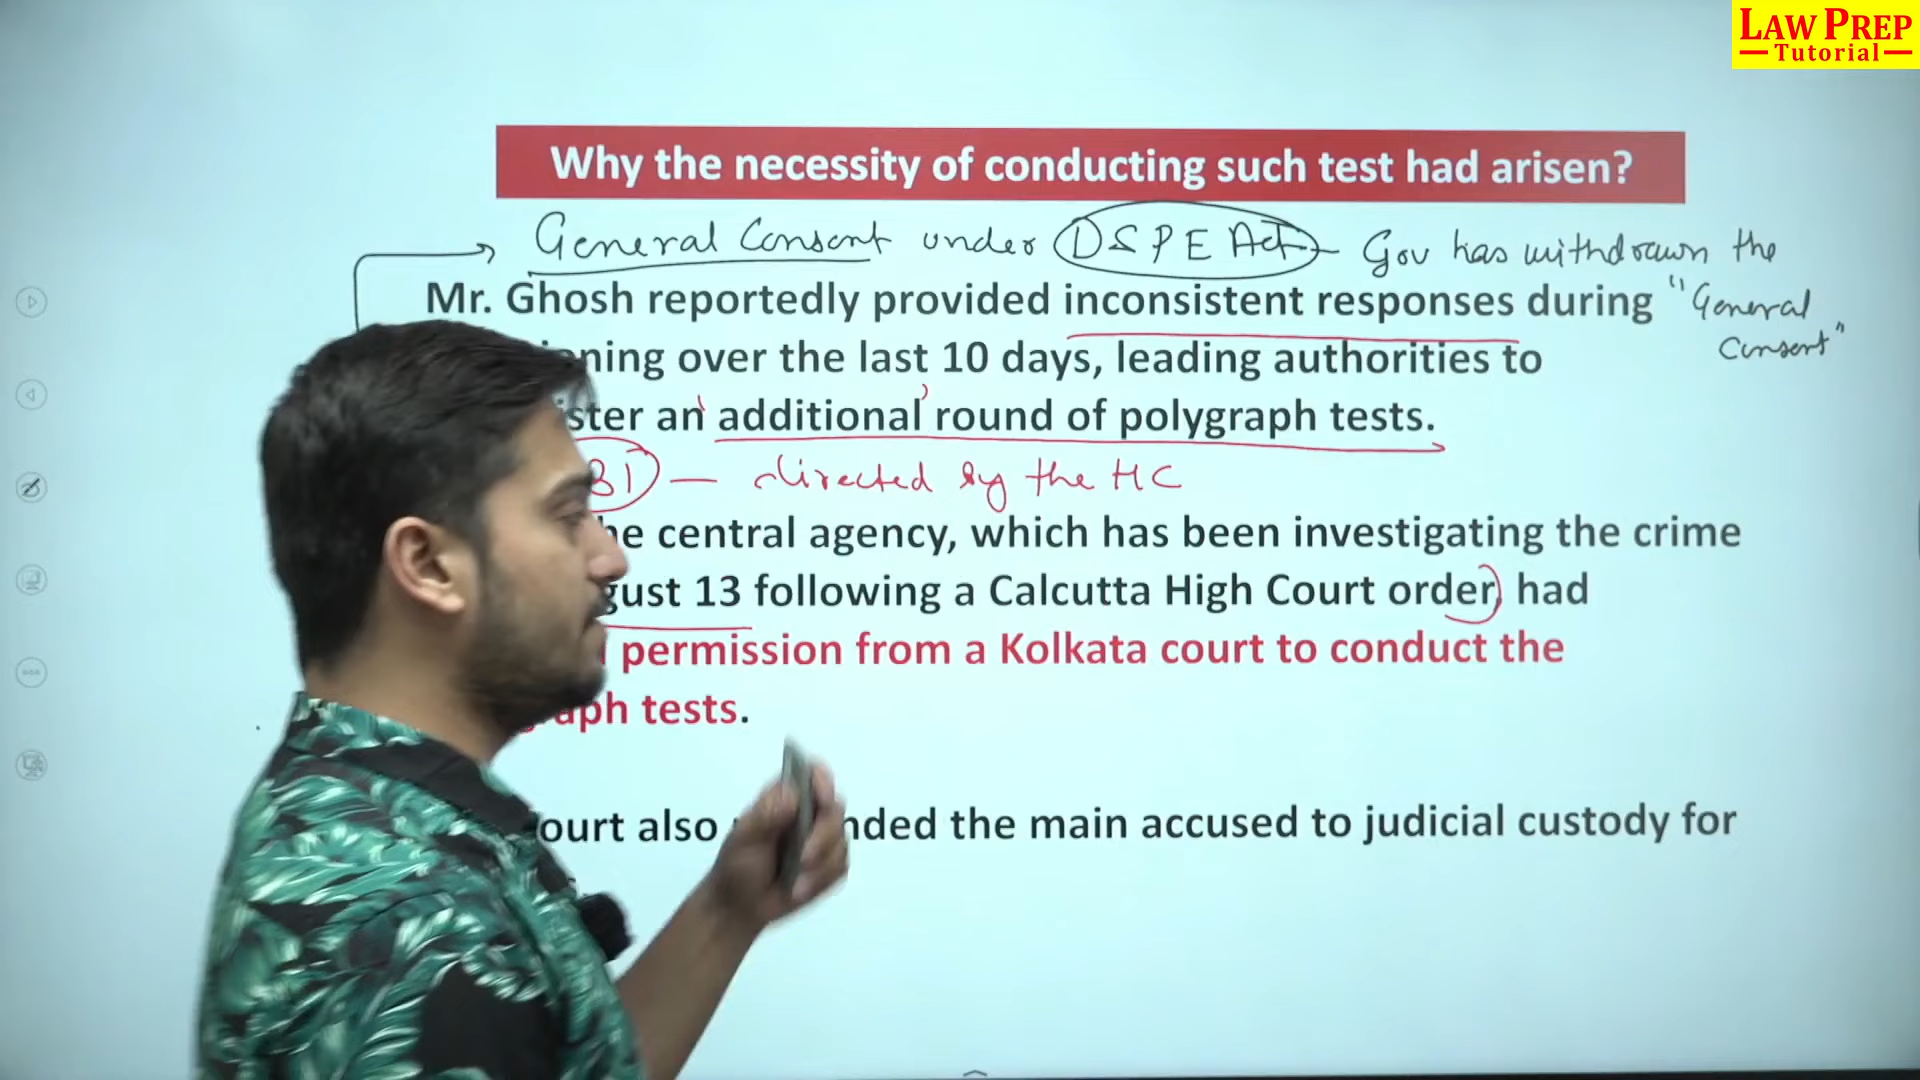 LAW PREP
Tutorial
Why the necessity of conducting such test had arisen?
General Consent under DSPE Act - Gov has withdrawn the
"General
Consent"
Mr. Ghosh reportedly provided inconsistent responses during
ning over the last 10 days, leading authorities to
ster an additional round of polygraph tests.
BI — directed by the HC
he central agency, which has been investigating the crime
gust 13 following a Calcutta High Court order, had
permission from a Kolkata court to conduct the
aph tests.
ourt also nded the main accused to judicial custody for